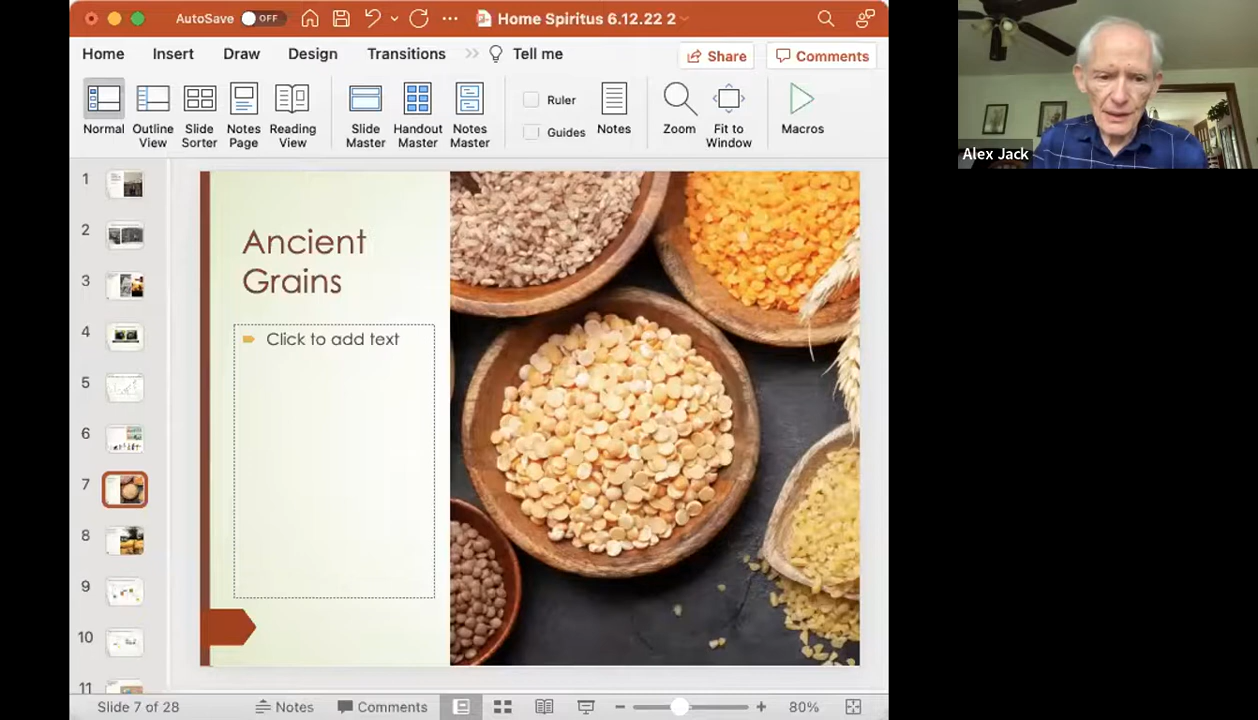 AutoSave OFF Home Spiritus 6.12.22 2
Home Insert Draw Design Transitions Tell me Share Comments
Normal Outline View Slide Sorter Notes Page Reading View Slide Master Handout Master Notes Master Ruler Guides Notes Zoom Fit to Window Macros
Alex Jack
1
2
3
4
5
6
7
8
9
10
11
Ancient
Grains
Click to add text
Slide 7 of 28 Notes Comments 80%